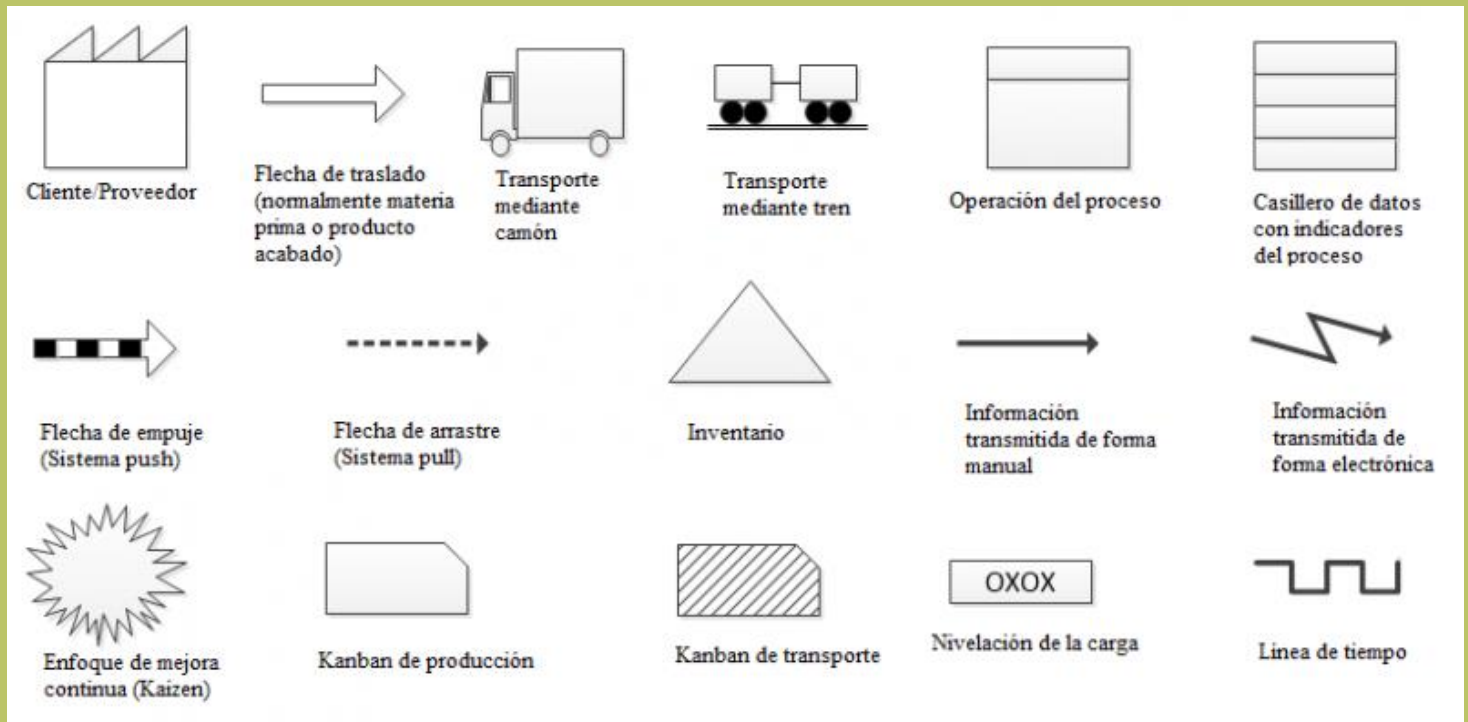 Cliente/Proveedor
Flecha de traslado
(normalmente materia
prima o producto
acabado)
Transporte
mediante
camón
Transporte
mediante tren
Operación del proceso
Casillero de datos
con indicadores
del proceso
Flecha de empuje
(Sistema push)
Flecha de arrastre
(Sistema pull)
Inventario
Información
transmitida de forma
manual
Información
transmitida de
forma electrónica
Enfoque de mejora
continua (Kaizen)
Kanban de producción
Kanban de transporte
OXOX
Nivelación de la carga
Linea de tiempo